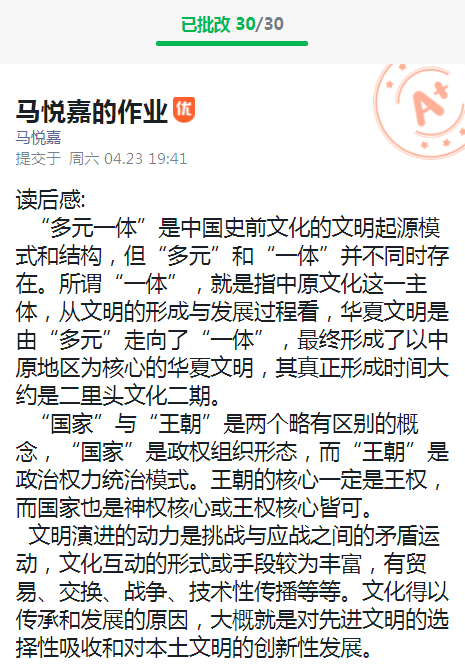 已批改 30/30
马悦嘉的作业 优
马悦嘉
提交于 周六 04.23 19:41
A+
读后感:
“多元一体”是中国史前文化的文明起源模
式和结构，但“多元”和“一体”并不同时存
在。所谓“一体”，就是指中原文化这一主
体，从文明的形成与发展过程看，华夏文明是
由“多元”走向了“一体”，最终形成了以中
原地区为核心的华夏文明，其真正形成时间大
约是二里头文化二期。
“国家”与“王朝”是两个略有区别的概
念，“国家”是政权组织形态，而“王朝”是
政治权力统治模式。王朝的核心一定是王权，
而国家也是神权核心或王权核心皆可。
文明演进的动力是挑战与应战之间的矛盾运
动，文化互动的形式或手段较为丰富，有贸
易、交换、战争、技术性传播等等。文化得以
传承和发展的原因，大概就是对先进文明的选
择性吸收和对本土文明的创新性发展。